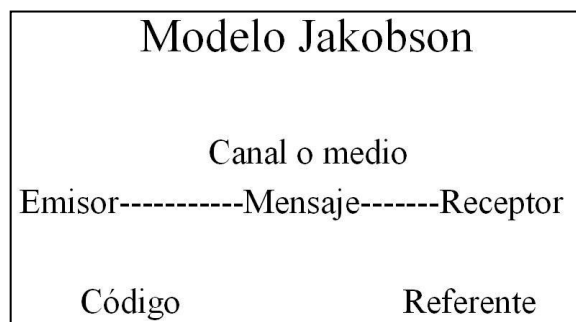 Modelo Jakobson
Canal o medio
Emisor-----------Mensaje-------Receptor
Código Referente